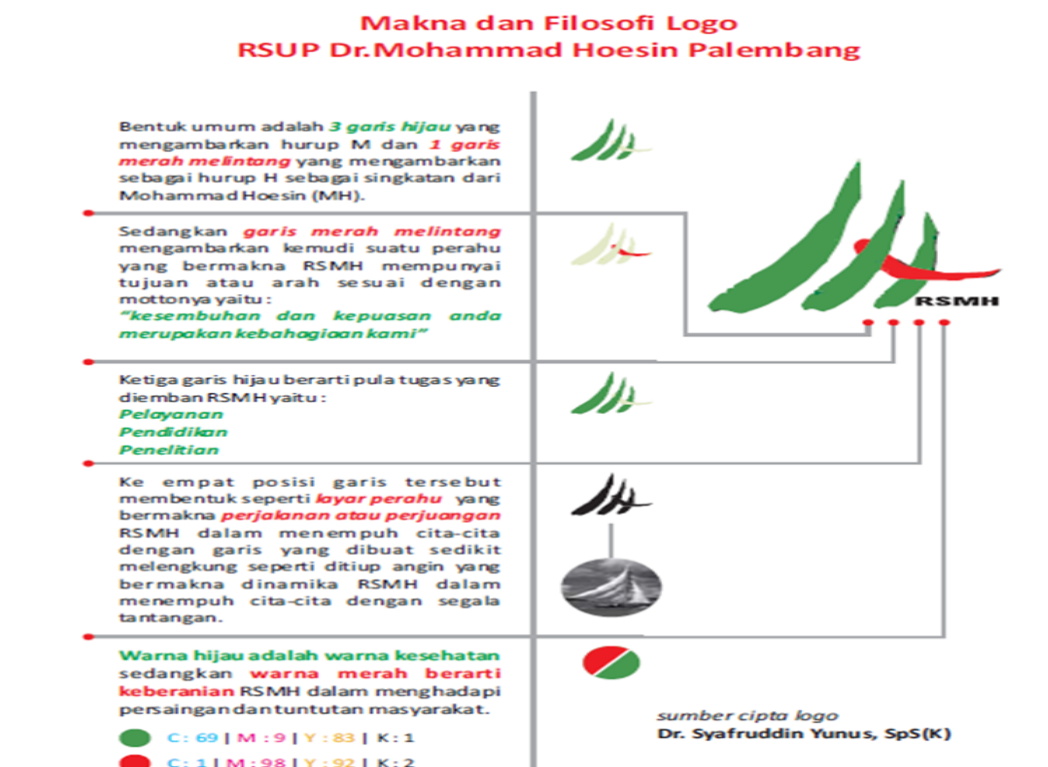 Makna dan Filosofi Logo
RSUP Dr.Mohammad Hoesin Palembang
Bentuk umum adalah 3 garis hijau yang
mengambarkan hurup M dan 1 garis
merah melintang yang mengambarkan
sebagai hurup H sebagai singkatan dari
Mohammad Hoesin (MH).
Sedangkan garis merah melintang
mengambarkan kemudi suatu perahu
yang bermakna RSMH mempunyai
tujuan atau arah sesuai dengan
mottonya yaitu :
“kesembuhan dan kepuasan anda
merupakan kebahagiaan kami”
Ketiga garis hijau berarti pula tugas yang
diemban RSMH yaitu :
Pelayanan
Pendidikan
Penelitian
Ke empat posisi garis tersebut
membentuk seperti layar perahu yang
bermakna perjalanan atau perjuangan
RSMH dalam menempuh cita-cita
dengan garis yang dibuat sedikit
melengkung seperti ditiup angin yang
bermakna dinamika RSMH dalam
menempuh cita-cita dengan segala
tantangan.
Warna hijau adalah warna kesehatan
sedangkan warna merah berarti
keberanian RSMH dalam menghadapi
persaingan dan tuntutan masyarakat.
C : 69 | M : 9 | Y : 83 | K : 1
C : 1 | M : 98 | Y : 92 | K : 2
RSMH
sumber cipta logo
Dr. Syafruddin Yunus, SpS(K)